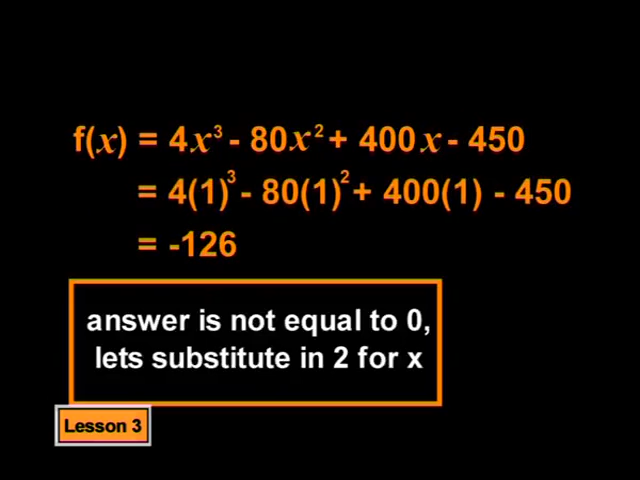 f(x) = 4x³ - 80x² + 400x - 450
= 4(1)³ - 80(1)² + 400(1) - 450
= -126
answer is not equal to 0,
lets substitute in 2 for x
Lesson 3